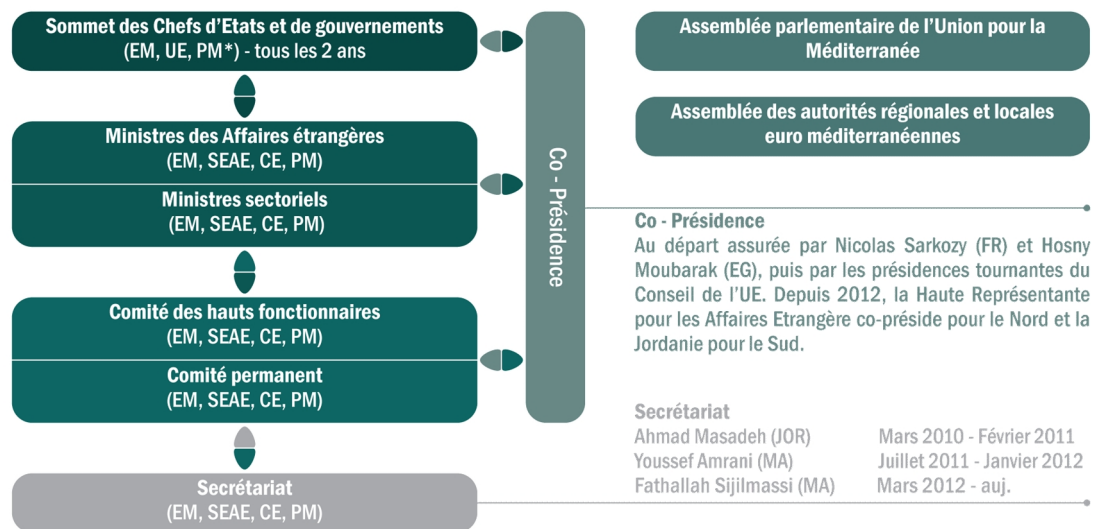 Sommet des Chefs d'Etats et de gouvernements
(EM, UE, PM*) - tous les 2 ans
Ministres des Affaires étrangères
(EM, SEAE, CE, PM)
Ministres sectoriels
(EM, SEAE, CE, PM)
Comité des hauts fonctionnaires
(EM, SEAE, CE, PM)
Comité permanent
(EM, SEAE, CE, PM)
Secrétariat
(EM, SEAE, CE, PM)
Co - Présidence
Assemblée parlementaire de l'Union pour la
Méditerranée
Assemblée des autorités régionales et locales
euro méditerranéennes
Co - Présidence
Au départ assurée par Nicolas Sarkozy (FR) et Hosny
Moubarak (EG), puis par les présidences tournantes du
Conseil de l'UE. Depuis 2012, la Haute Représentante
pour les Affaires Etrangère co-préside pour le Nord et la
Jordanie pour le Sud.
Secrétariat
Ahmad Masadeh (JOR) Mars 2010 - Février 2011
Youssef Amrani (MA) Juillet 2011 - Janvier 2012
Fathallah Sijilmassi (MA) Mars 2012 - auj.